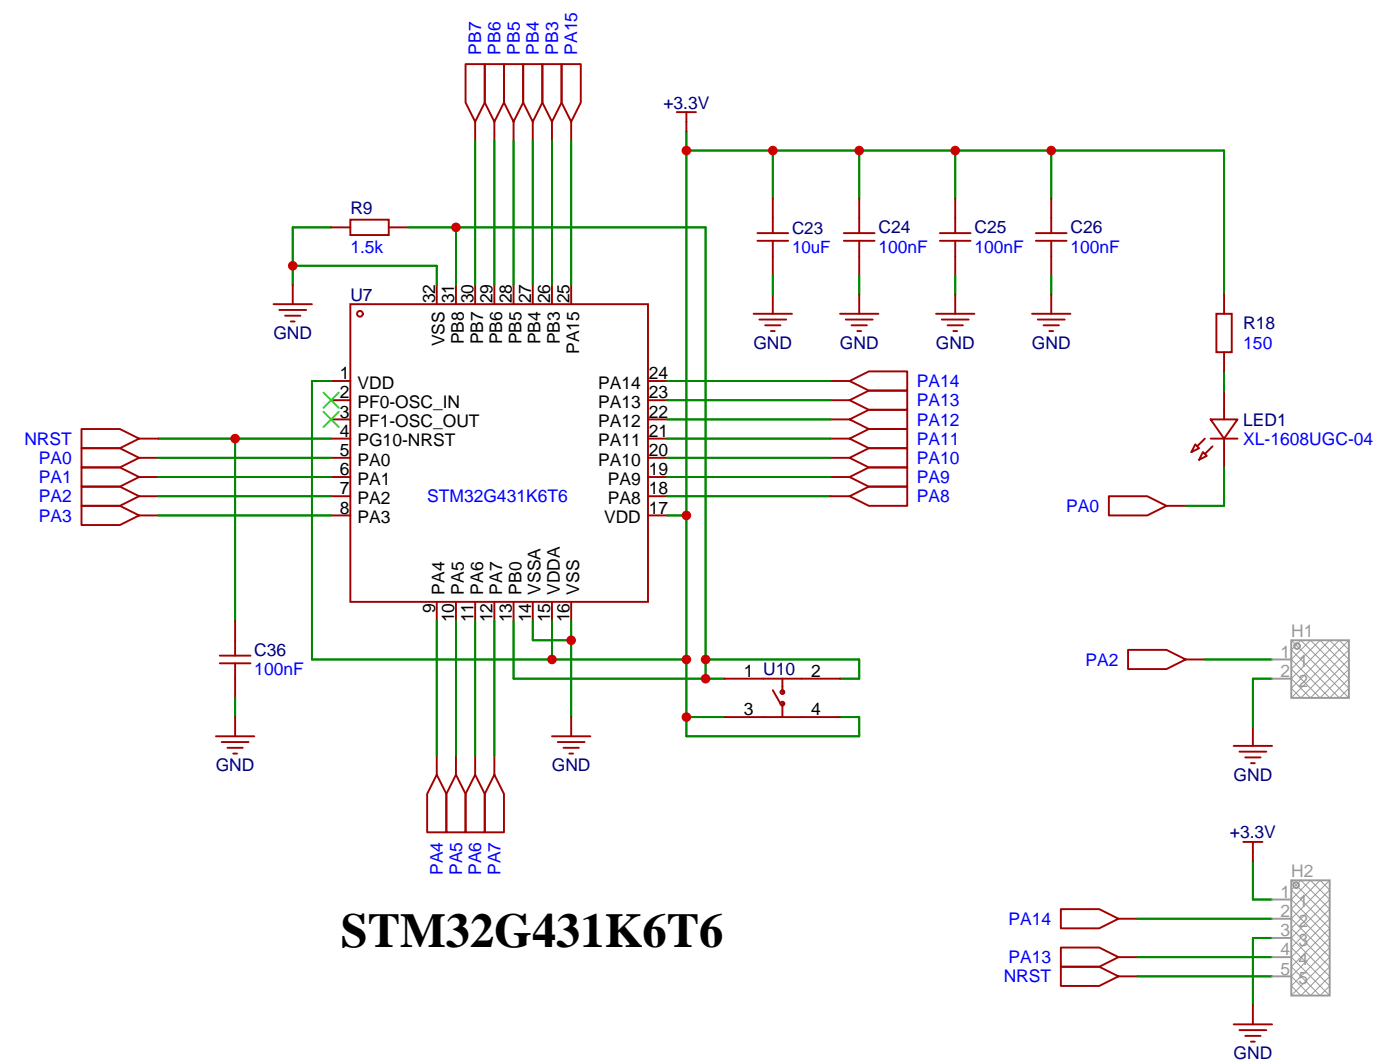 PB7
PB6
PB5
PB4
PB3
PA15
+3.3V
R9
1.5k
C23
10uF
C24
100nF
C25
100nF
C26
100nF
GND
GND
GND
GND
GND
R18
150
LED1
XL-1608UGC-04
PA0
U7
32
31
30
29
28
27
26
25
VSS
PB8
PB7
PB6
PB5
PB4
PB3
PA15
1 VDD
2 PF0-OSC_IN
3 PF1-OSC_OUT
4 PG10-NRST
5 PA0
6 PA1
7 PA2
8 PA3
NRST
PA0
PA1
PA2
PA3
STM32G431K6T6
PA14 24
PA13 23
PA12 22
PA11 21
PA10 20
PA9 19
PA8 18
VDD 17
PA14
PA13
PA12
PA11
PA10
PA9
PA8
PA4
PA5
PA6
PA7
PB0
VSSA
VDDA
VSS
9
10
11
12
13
14
15
16
C36
100nF
GND
GND
U10
1 2
3 4
PA4
PA5
PA6
PA7
STM32G431K6T6
H1
PA2
1 1
2 2
GND
+3.3V
H2
1 1
2 2
3 3
4 4
5 5
PA14
PA13
NRST
GND